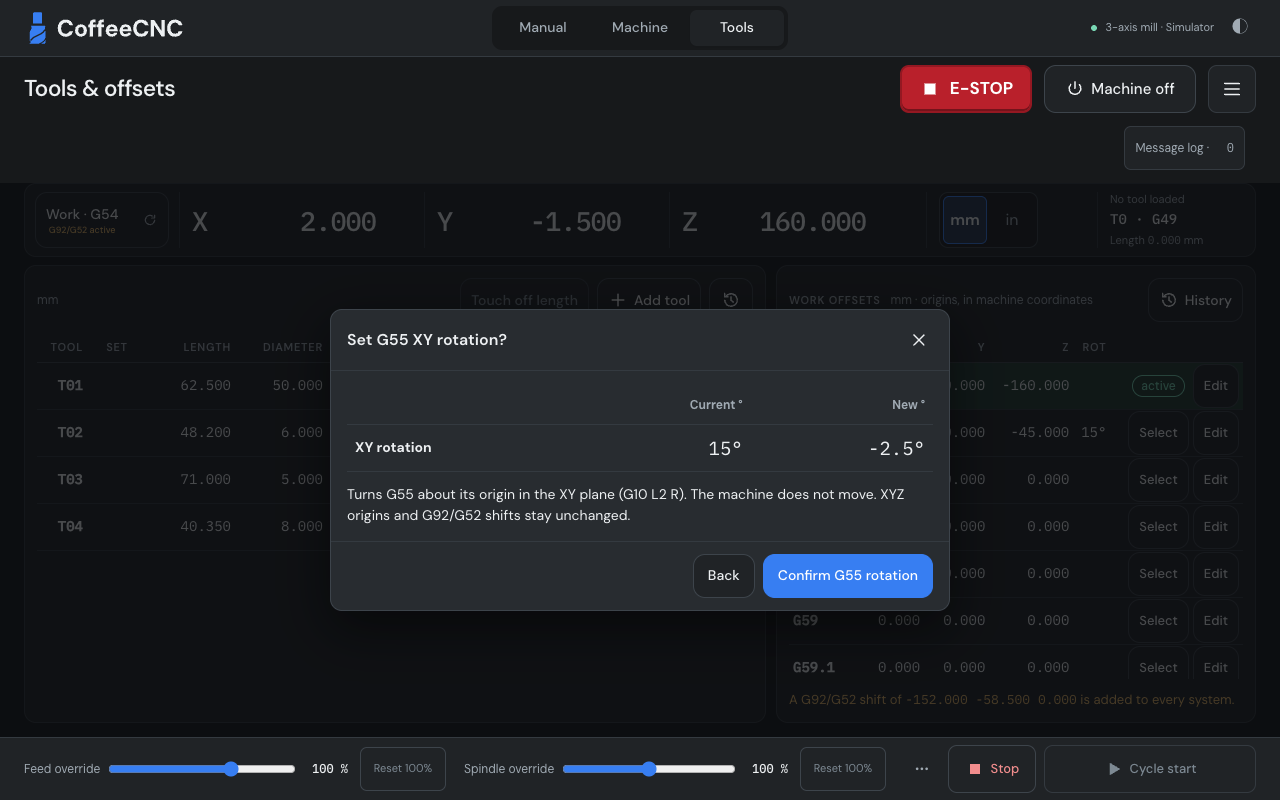 CoffeeCNC
Manual Machine Tools
3-axis mill · Simulator
Tools & offsets
E-STOP
Machine off
Message log · 0
Work · G54
G92/G52 active
X 2.000
Y -1.500
Z 160.000
mm in
No tool loaded
T0 · G49
Length 0.000 mm
mm
Touch off length
Add tool
WORK OFFSETS mm · origins, in machine coordinates
History
TOOL SET LENGTH DIAMETER
Y Z ROT
T01 62.500 50.000
.000 -160.000 active Edit
T02 48.200 6.000
.000 -45.000 15° Select Edit
T03 71.000 5.000
.000 0.000 Select Edit
T04 40.350 8.000
.000 0.000 Select Edit
.000 0.000 Select Edit
G59 0.000 0.000 0.000 Select Edit
G59.1 0.000 0.000 0.000 Select Edit
A G92/G52 shift of -152.000 -58.500 0.000 is added to every system.
Set G55 XY rotation?
Current ° New °
XY rotation 15° -2.5°
Turns G55 about its origin in the XY plane (G10 L2 R). The machine does not move. XYZ
origins and G92/G52 shifts stay unchanged.
Back
Confirm G55 rotation
Feed override 100 % Reset 100%
Spindle override 100 % Reset 100%
Stop
Cycle start